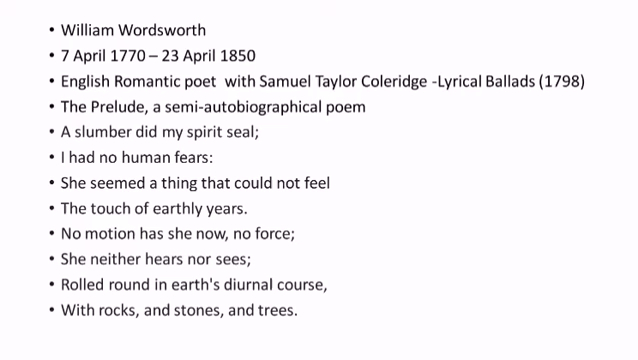 • William Wordsworth
• 7 April 1770 – 23 April 1850
• English Romantic poet with Samuel Taylor Coleridge -Lyrical Ballads (1798)
• The Prelude, a semi-autobiographical poem
• A slumber did my spirit seal;
• I had no human fears:
• She seemed a thing that could not feel
• The touch of earthly years.
• No motion has she now, no force;
• She neither hears nor sees;
• Rolled round in earth's diurnal course,
• With rocks, and stones, and trees.